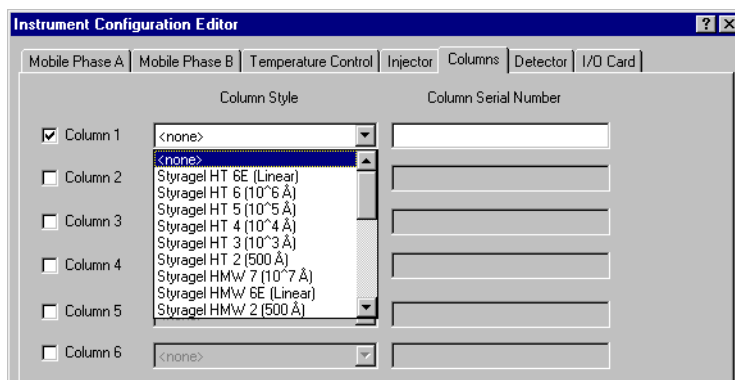 Instrument Configuration Editor
Mobile Phase A Mobile Phase B Temperature Control Injector Columns Detector I/O Card
Column Style Column Serial Number
Column 1 <none>
<none>
Column 2 Styragel HT 6E (Linear)
Styragel HT 6 (10^6 Å)
Styragel HT 5 (10^5 Å)
Column 3 Styragel HT 4 (10^4 Å)
Styragel HT 3 (10^3 Å)
Column 4 Styragel HT 2 (500 Å)
Styragel HMW 7 (10^7 Å)
Styragel HMW 6E (Linear)
Column 5 Styragel HMW 2 (500 Å)
Column 6 <none>